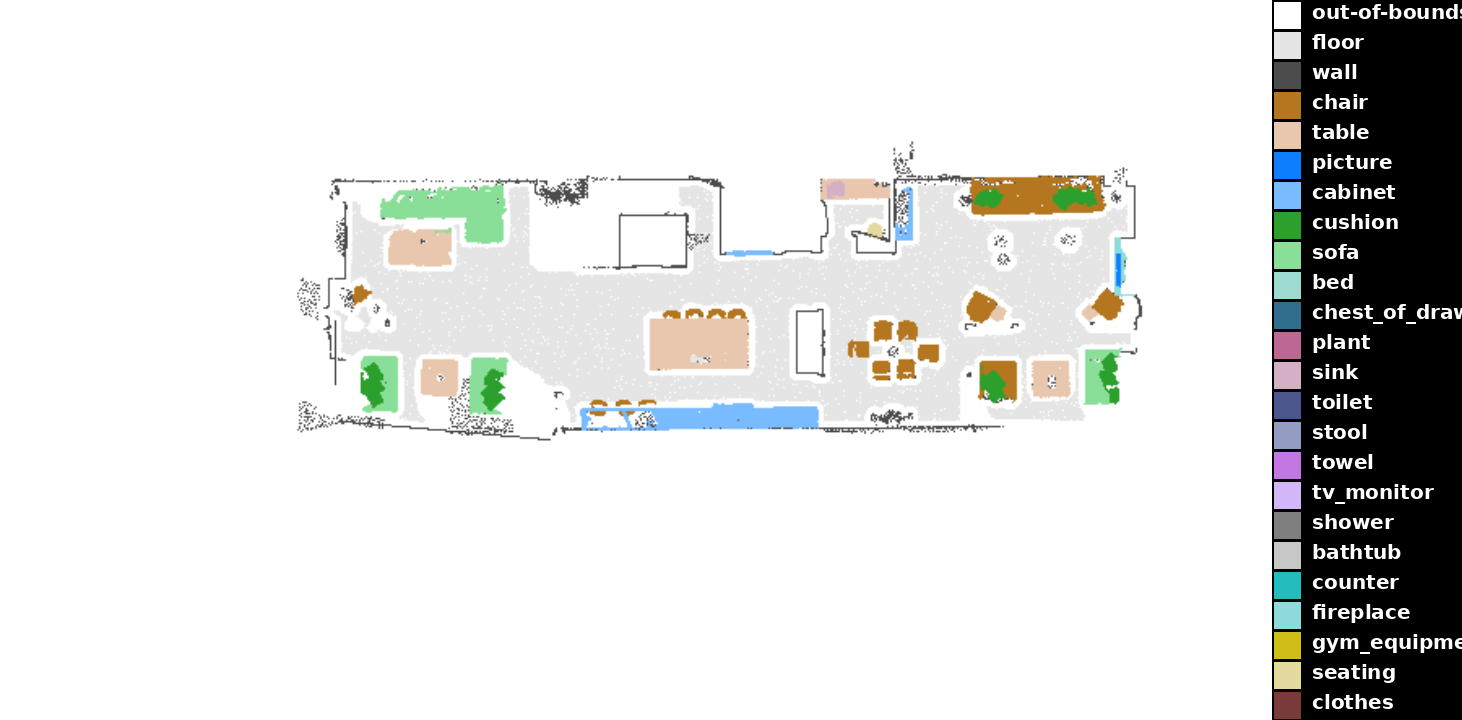 out-of-bounds
floor
wall
chair
table
picture
cabinet
cushion
sofa
bed
chest_of_draw
plant
sink
toilet
stool
towel
tv_monitor
shower
bathtub
counter
fireplace
gym_equipme
seating
clothes